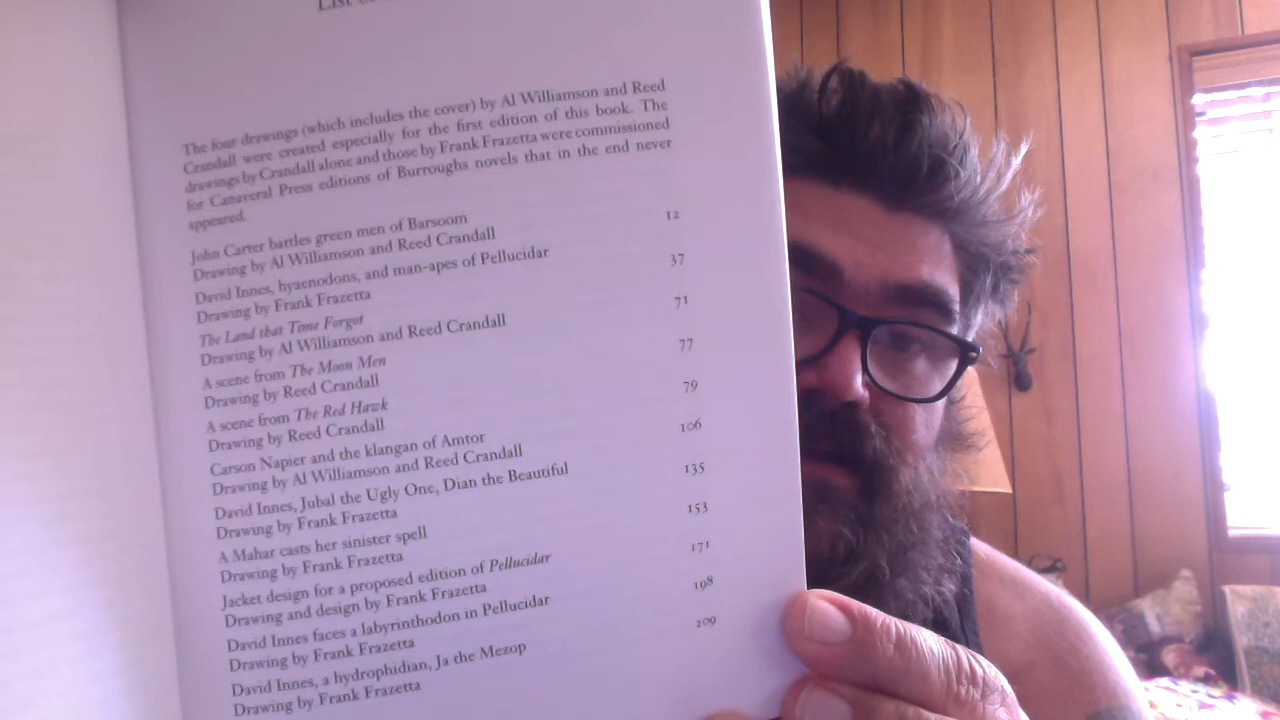 List
The four drawings (which includes the cover) by Al Williamson and Reed
Crandall were created especially for the first edition of this book. The
drawings by Crandall alone and those by Frank Frazetta were commissioned
for Canaveral Press editions of Burroughs novels that in the end never
appeared.
John Carter battles green men of Barsoom 12
Drawing by Al Williamson and Reed Crandall
David Innes, hyaenodons, and man-apes of Pellucidar 37
Drawing by Frank Frazetta
The Land that Time Forgot 71
Drawing by Al Williamson and Reed Crandall
A scene from The Moon Men 77
Drawing by Reed Crandall
A scene from The Red Hawk 79
Drawing by Reed Crandall
Carson Napier and the klangan of Amtor 106
Drawing by Al Williamson and Reed Crandall
David Innes, Jubal the Ugly One, Dian the Beautiful 135
Drawing by Frank Frazetta
A Mahar casts her sinister spell 153
Drawing by Frank Frazetta
Jacket design for a proposed edition of Pellucidar 171
Drawing and design by Frank Frazetta
David Innes faces a labyrinthodon in Pellucidar 198
Drawing by Frank Frazetta
David Innes, a hydrophidian, Ja the Mezop 209
Drawing by Frank Frazetta